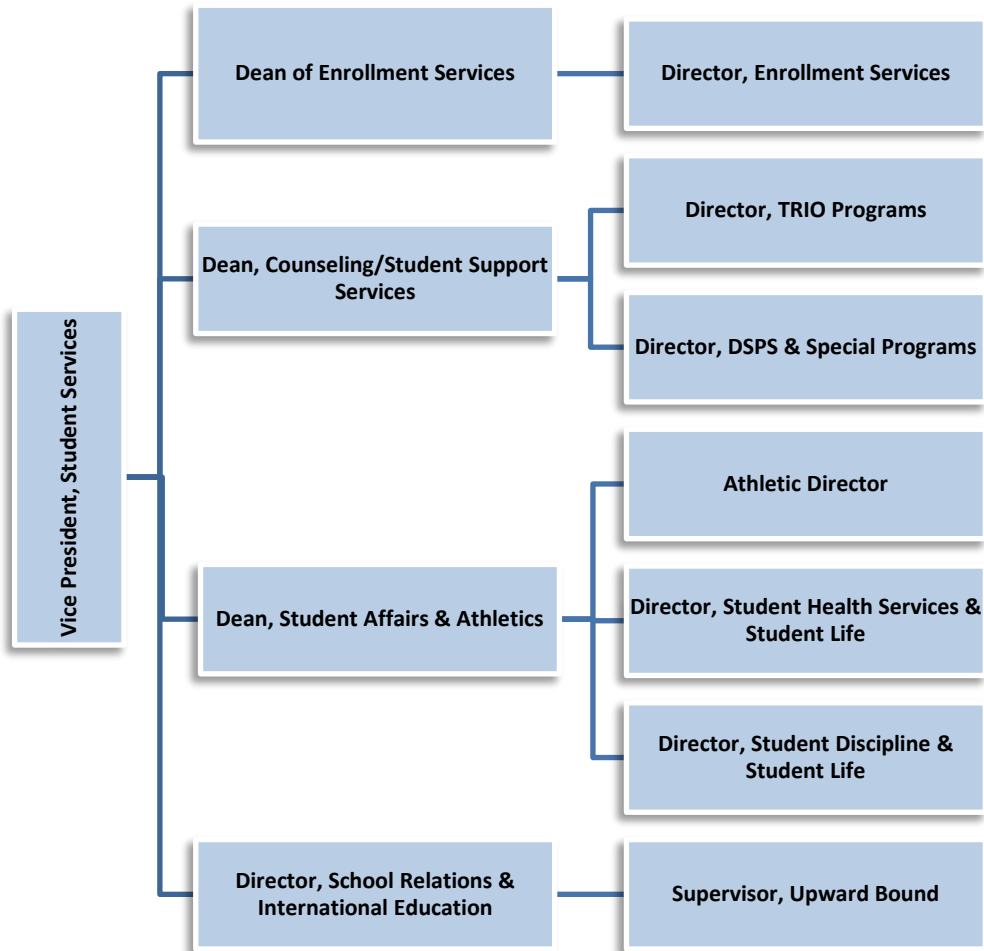 Dean of Enrollment Services
Director, Enrollment Services
Director, TRIO Programs
Dean, Counseling/Student Support
Services
Director, DSPS & Special Programs
Vice President, Student Services
Athletic Director
Dean, Student Affairs & Athletics
Director, Student Health Services &
Student Life
Director, Student Discipline &
Student Life
Director, School Relations &
International Education
Supervisor, Upward Bound